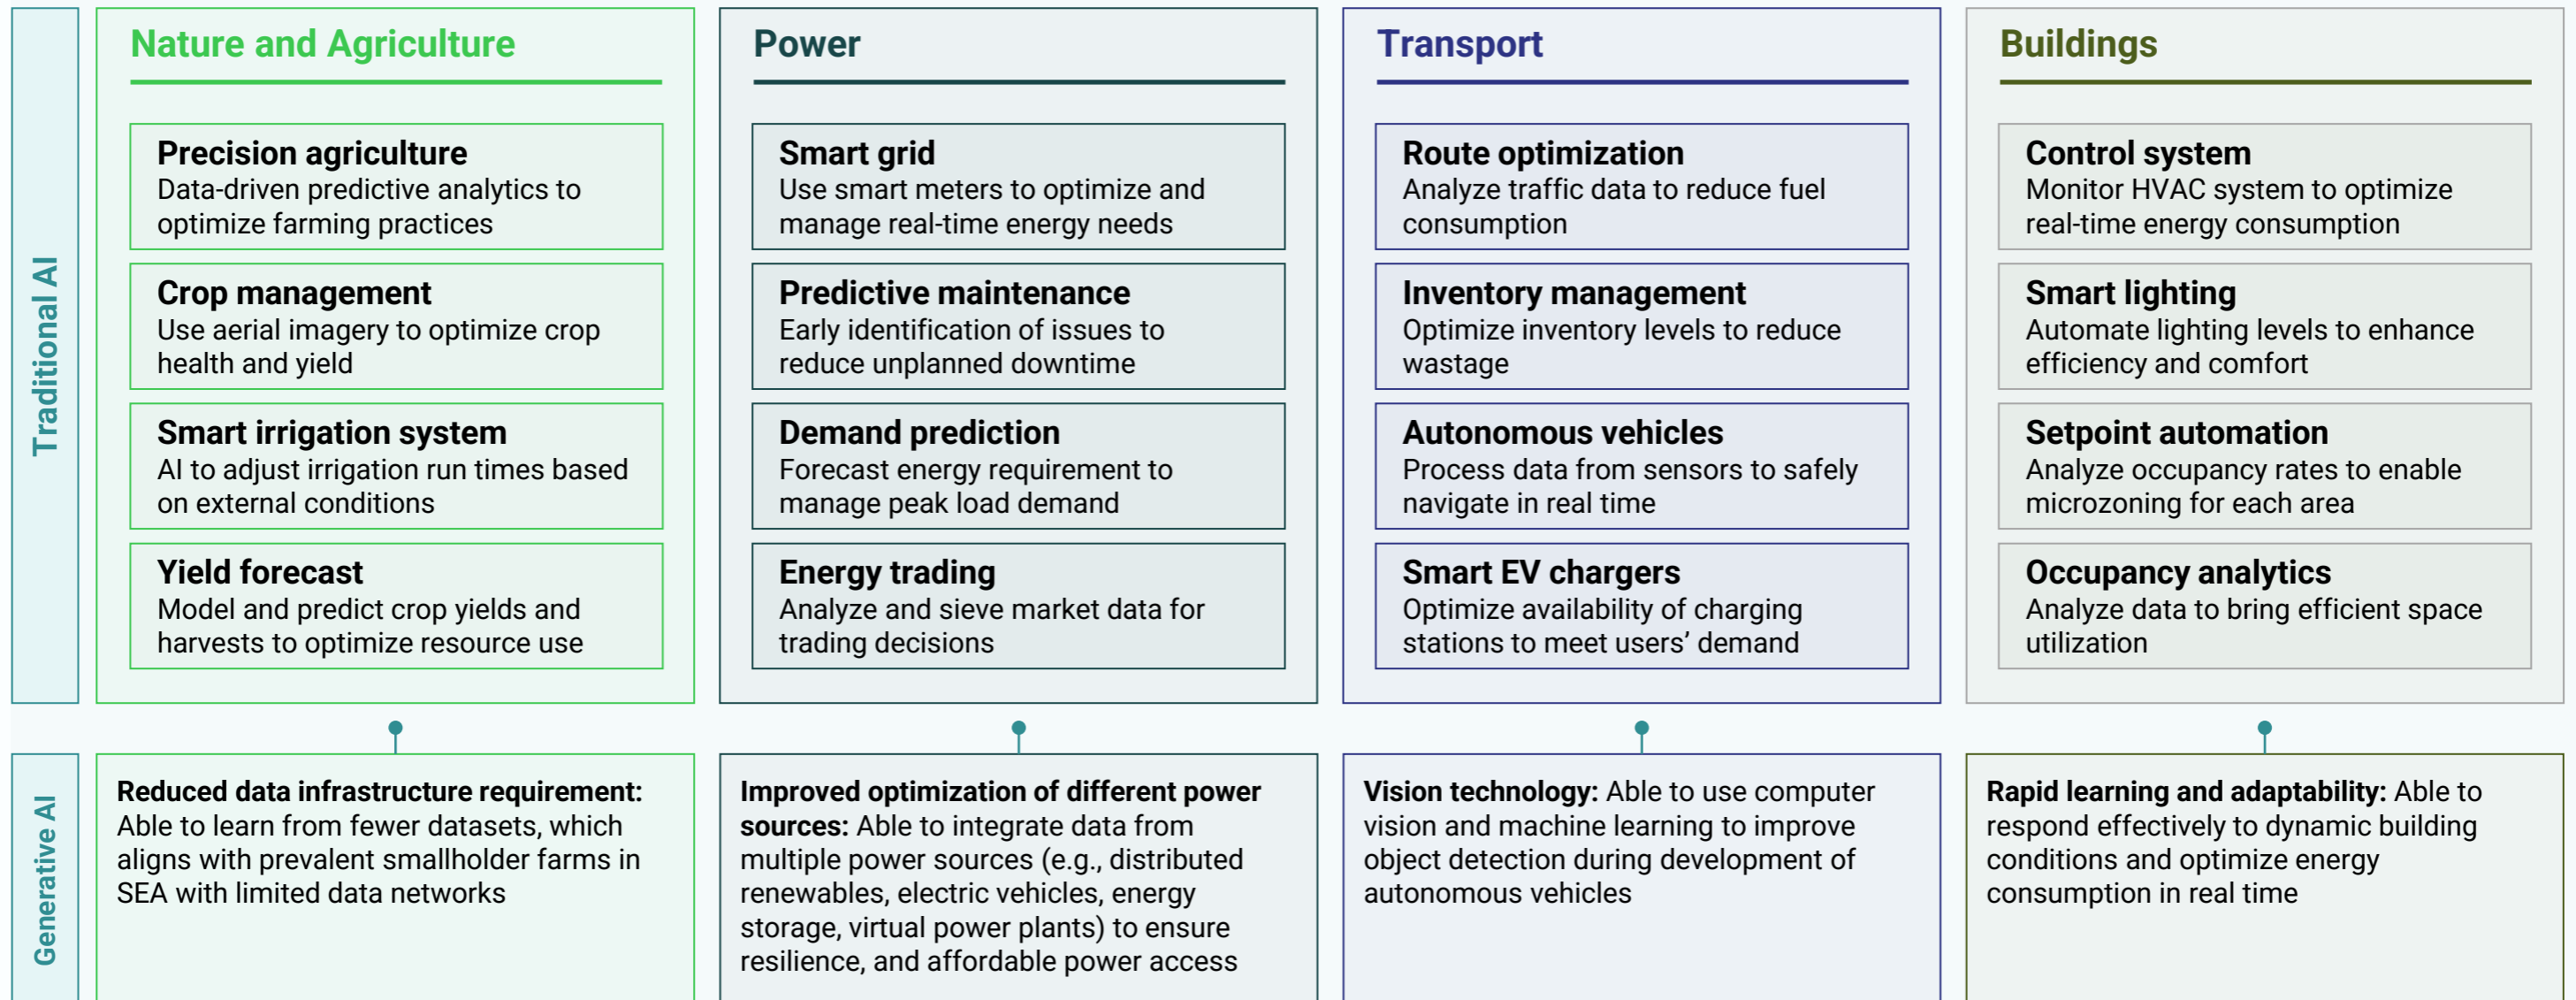 Traditional AI
Nature and Agriculture
Precision agriculture
Data-driven predictive analytics to
optimize farming practices
Crop management
Use aerial imagery to optimize crop
health and yield
Smart irrigation system
AI to adjust irrigation run times based
on external conditions
Yield forecast
Model and predict crop yields and
harvests to optimize resource use
Power
Smart grid
Use smart meters to optimize and
manage real-time energy needs
Predictive maintenance
Early identification of issues to
reduce unplanned downtime
Demand prediction
Forecast energy requirement to
manage peak load demand
Energy trading
Analyze and sieve market data for
trading decisions
Transport
Route optimization
Analyze traffic data to reduce fuel
consumption
Inventory management
Optimize inventory levels to reduce
wastage
Autonomous vehicles
Process data from sensors to safely
navigate in real time
Smart EV chargers
Optimize availability of charging
stations to meet users’ demand
Buildings
Control system
Monitor HVAC system to optimize
real-time energy consumption
Smart lighting
Automate lighting levels to enhance
efficiency and comfort
Setpoint automation
Analyze occupancy rates to enable
microzoning for each area
Occupancy analytics
Analyze data to bring efficient space
utilization
Generative AI
Reduced data infrastructure requirement:
Able to learn from fewer datasets, which
aligns with prevalent smallholder farms in
SEA with limited data networks
Improved optimization of different power
sources: Able to integrate data from
multiple power sources (e.g., distributed
renewables, electric vehicles, energy
storage, virtual power plants) to ensure
resilience, and affordable power access
Vision technology: Able to use computer
vision and machine learning to improve
object detection during development of
autonomous vehicles
Rapid learning and adaptability: Able to
respond effectively to dynamic building
conditions and optimize energy
consumption in real time